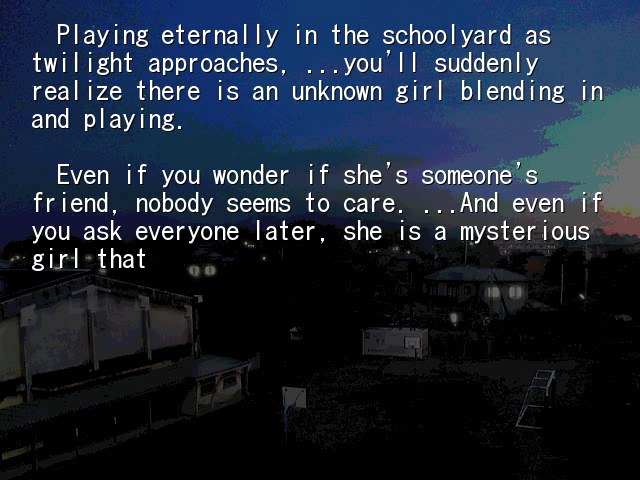 Playing eternally in the schoolyard as
twilight approaches, ...you'll suddenly
realize there is an unknown girl blending in
and playing.
Even if you wonder if she's someone's
friend, nobody seems to care. ...And even if
you ask everyone later, she is a mysterious
girl that